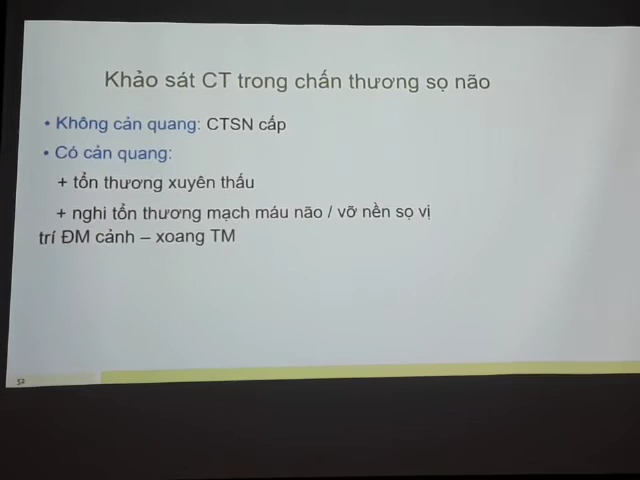 Khảo sát CT trong chấn thương sọ não
• Không cản quang: CTSN cấp
• Có cản quang:
+ tổn thương xuyên thấu
+ nghi tổn thương mạch máu não / vỡ nền sọ vị
trí ĐM cảnh – xoang TM
52